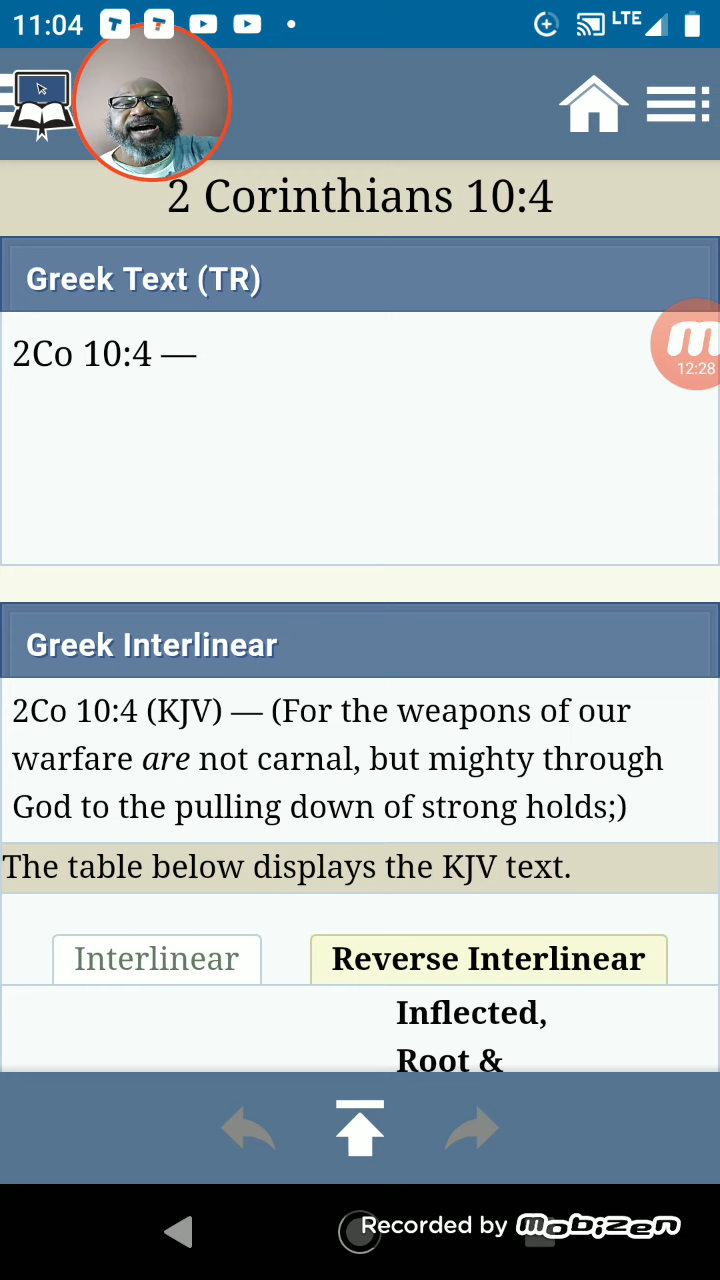 11:04
LTE
2 Corinthians 10:4
Greek Text (TR)
2Co 10:4 —
12:28
Greek Interlinear
2Co 10:4 (KJV) — (For the weapons of our
warfare are not carnal, but mighty through
God to the pulling down of strong holds;)
The table below displays the KJV text.
Interlinear
Reverse Interlinear
Inflected,
Root &
Recorded by mobizen